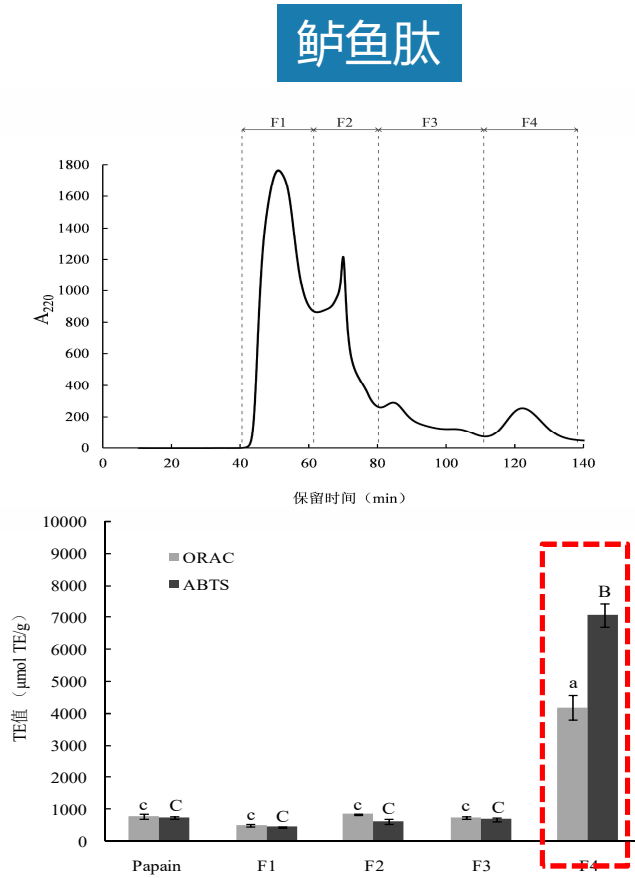 鲈鱼肽
F1 F2 F3 F4
1800
1600
1400
1200
1000
800
600
400
200
0
A220
0 20 40 60 80 100 120 140
保留时间（min）
10000
9000
8000
7000
6000
5000
4000
3000
2000
1000
0
TE值（μmol TE/g）
ORAC
ABTS
c C c C c C c C a B
Papain F1 F2 F3 F4